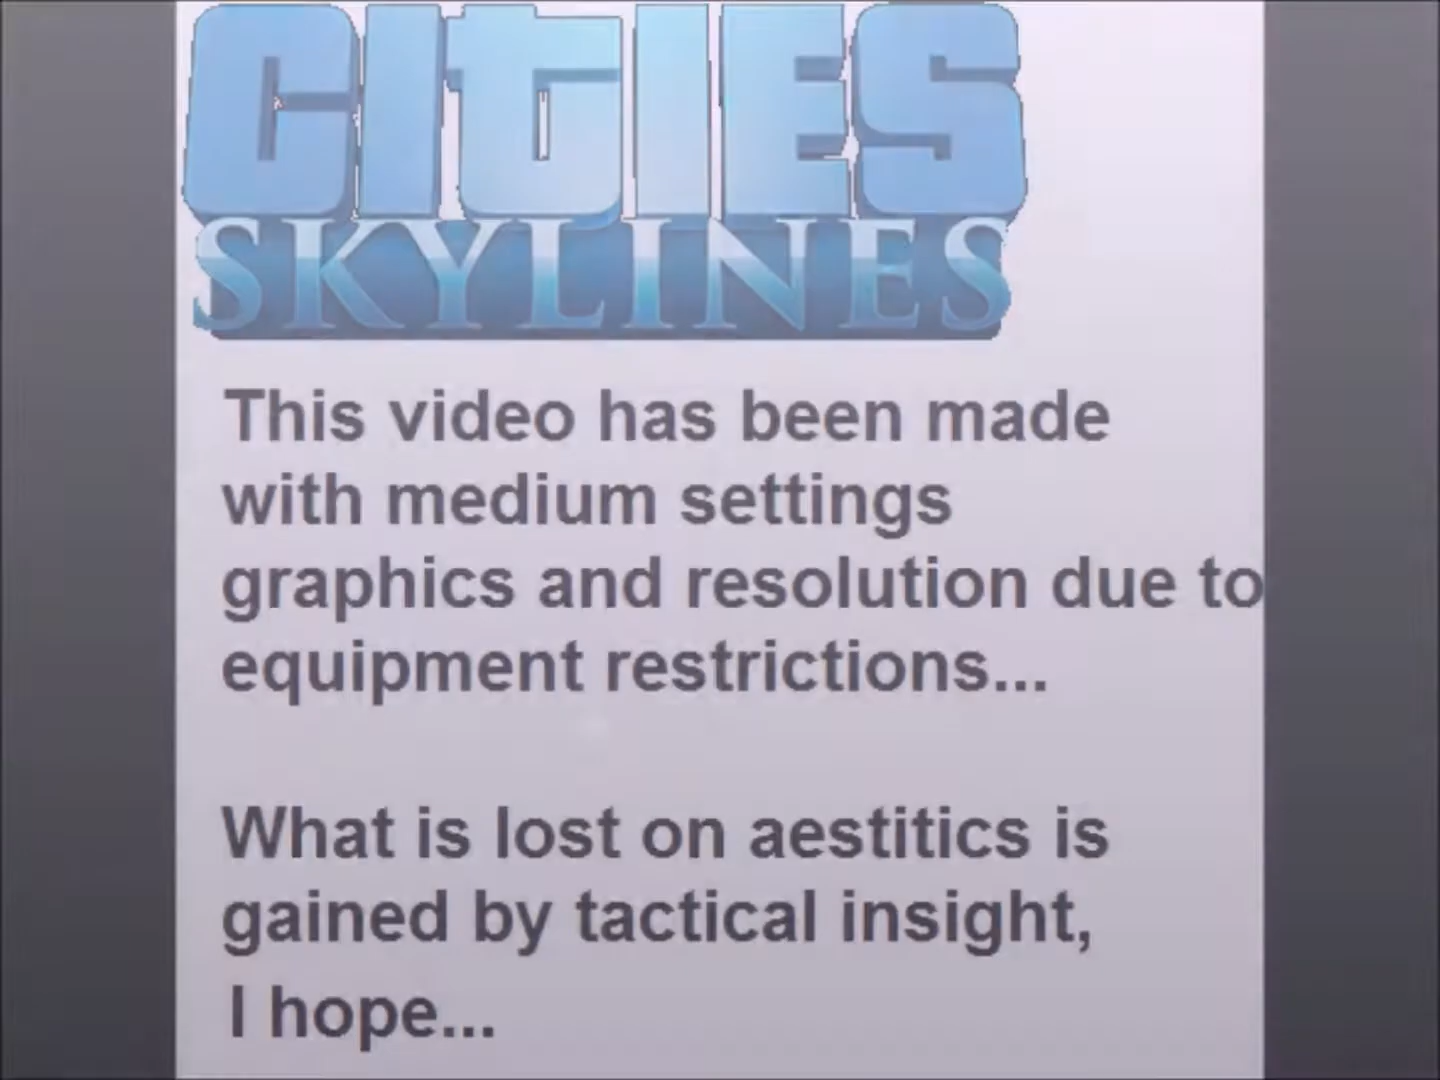 CITIES
SKYLINES
This video has been made
with medium settings
graphics and resolution due to
equipment restrictions...
What is lost on aestitics is
gained by tactical insight,
I hope...